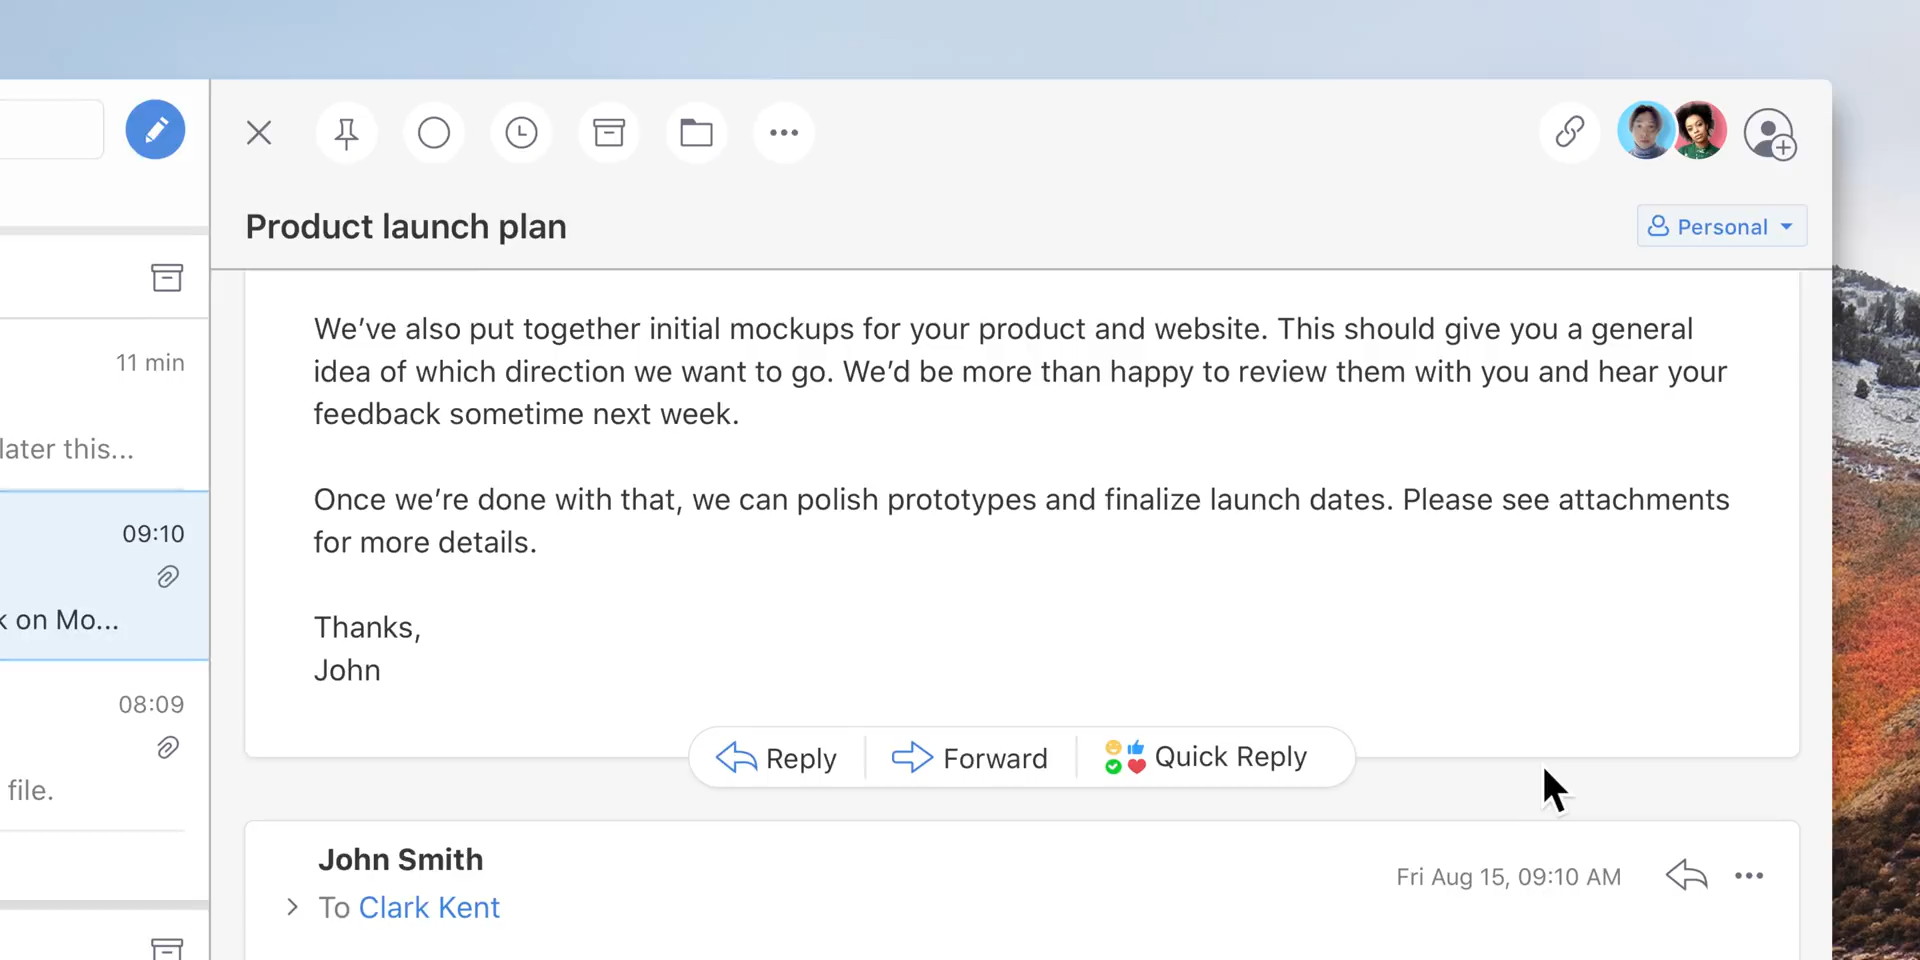 Product launch plan
Personal
11 min
later this...
09:10
k on Mo...
08:09
file.
We’ve also put together initial mockups for your product and website. This should give you a general
idea of which direction we want to go. We’d be more than happy to review them with you and hear your
feedback sometime next week.
Once we’re done with that, we can polish prototypes and finalize launch dates. Please see attachments
for more details.
Thanks,
John
Reply
Forward
Quick Reply
John Smith
Fri Aug 15, 09:10 AM
To Clark Kent